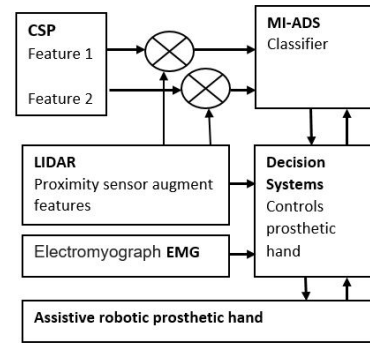 CSP
Feature 1
Feature 2
MI-ADS
Classifier
LIDAR
Proximity sensor augment
features
Decision
Systems
Controls
prosthetic
hand
Electromyograph EMG
Assistive robotic prosthetic hand